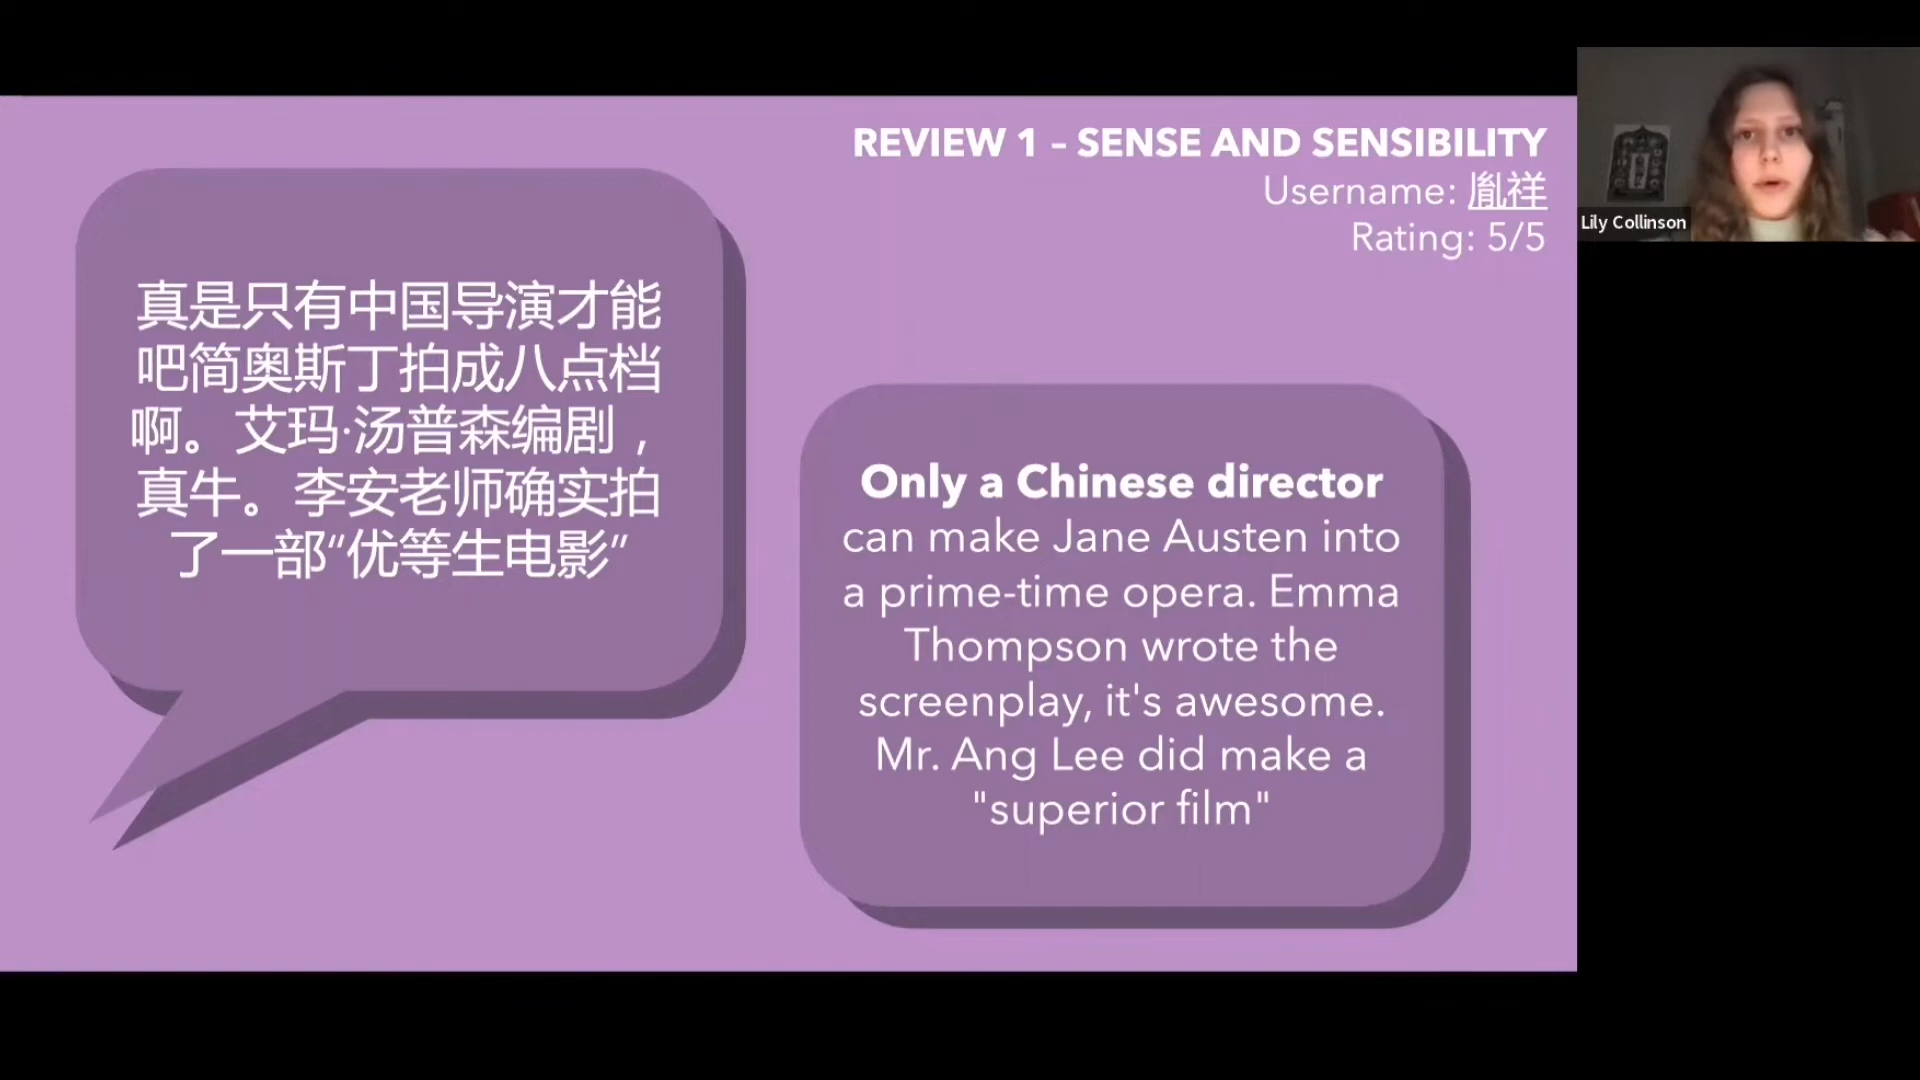 REVIEW 1 – SENSE AND SENSIBILITY
Username: 胤祥
Rating: 5/5
真是只有中国导演才能
吧简奥斯丁拍成八点档
啊。艾玛·汤普森编剧，
真牛。李安老师确实拍
了一部“优等生电影”
Only a Chinese director
can make Jane Austen into
a prime-time opera. Emma
Thompson wrote the
screenplay, it's awesome.
Mr. Ang Lee did make a
"superior film"
Lily Collinson